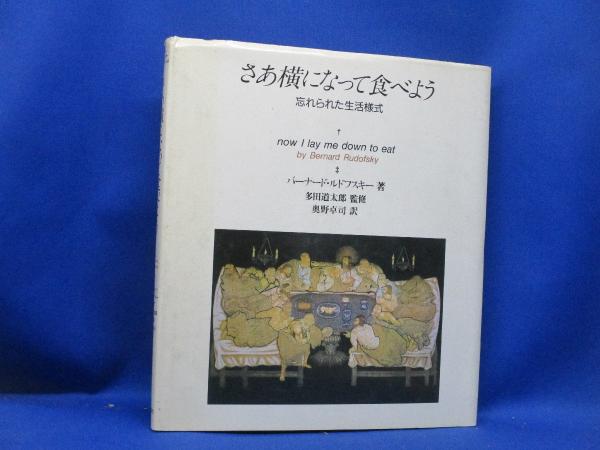 さあ横になって食べよう
忘れられた生活様式
†
now I lay me down to eat
by Bernard Rudofsky
‡
バーナード・ルドフスキー 著
多田道太郎 監修
奥野卓司 訳